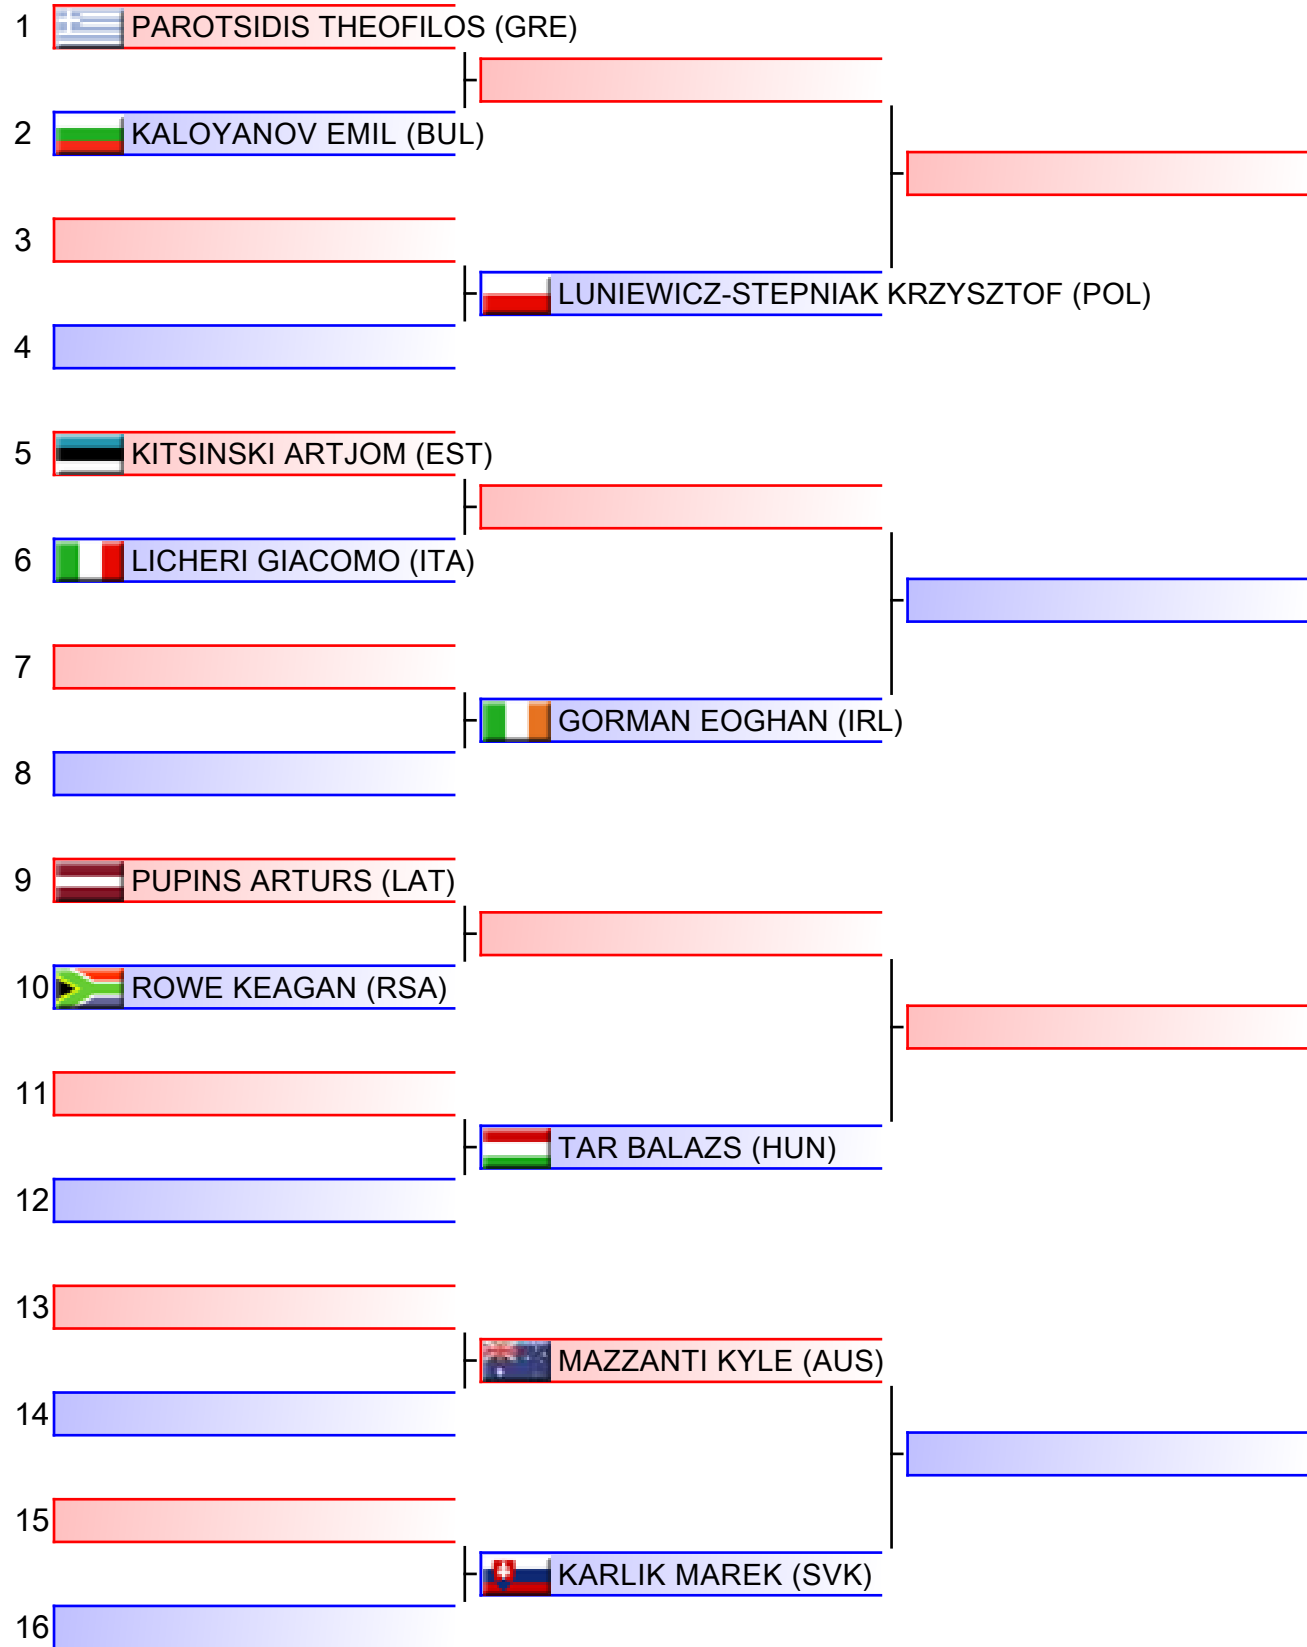 1 PAROTSIDIS THEOFILOS (GRE)
2 KALOYANOV EMIL (BUL)
3
LUNIEWICZ-STEPNIAK KRZYSZTOF (POL)
4
5 KITSINSKI ARTJOM (EST)
6 LICHERI GIACOMO (ITA)
7
GORMAN EOGHAN (IRL)
8
9 PUPINS ARTURS (LAT)
10 ROWE KEAGAN (RSA)
11
TAR BALAZS (HUN)
12
13
MAZZANTI KYLE (AUS)
14
15
KARLIK MAREK (SVK)
16